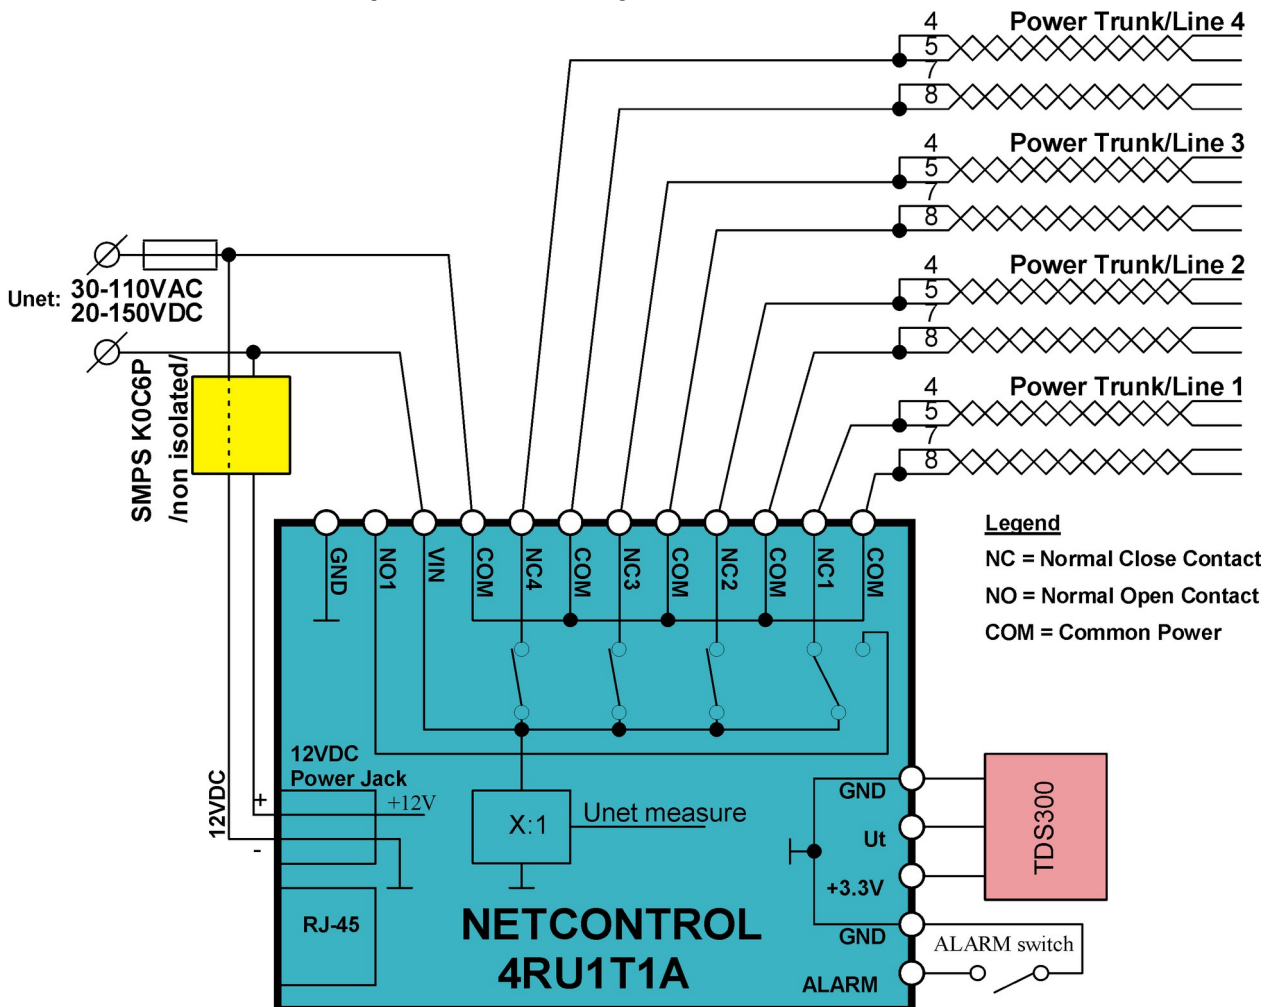 4 Power Trunk/Line 4
5
7
8
4 Power Trunk/Line 3
5
7
8
4 Power Trunk/Line 2
5
7
8
4 Power Trunk/Line 1
5
7
8
Unet: 30-110VAC
20-150VDC
SMPS K0C6P
/non isolated/
GND
NO1
VIN
COM
NC4
COM
NC3
COM
NC2
COM
NC1
COM
Legend
NC = Normal Close Contact
NO = Normal Open Contact
COM = Common Power
12VDC
Power Jack
12VDC
+
+12V
-
X:1
Unet measure
GND
Ut
+3.3V
GND
ALARM
TDS300
ALARM switch
RJ-45
NETCONTROL
4RU1T1A